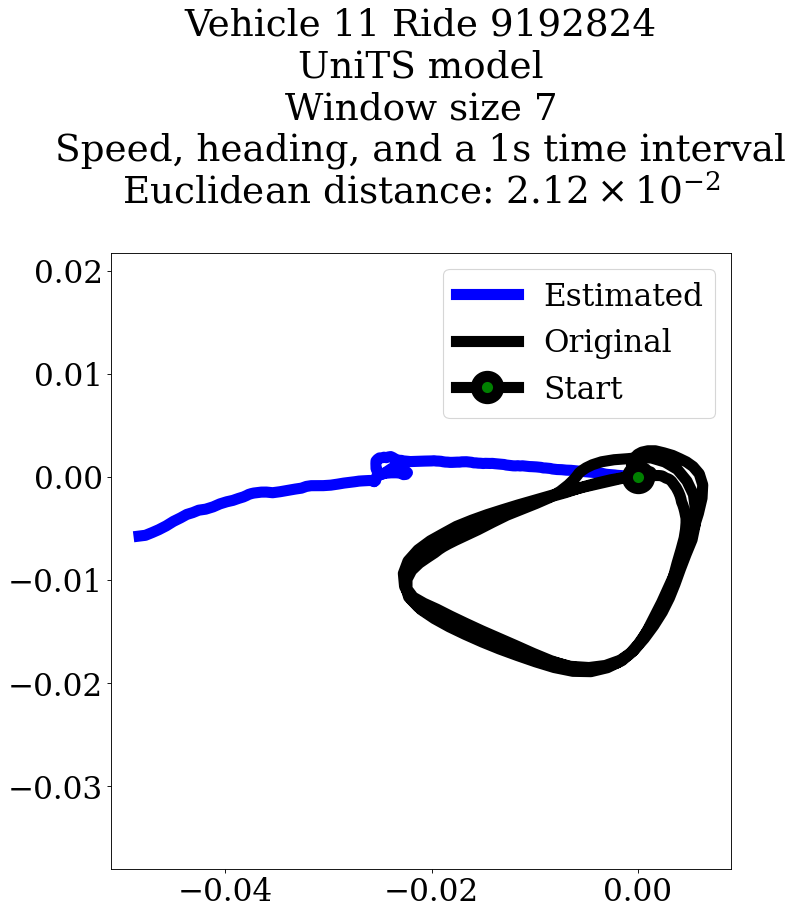 Vehicle 11 Ride 9192824
UniTS model
Window size 7
Speed, heading, and a 1s time interval
Euclidean distance: 2.12 × 10⁻²
Estimated
Original
Start
0.02
0.01
0.00
−0.01
−0.02
−0.03
−0.04
−0.02
0.00